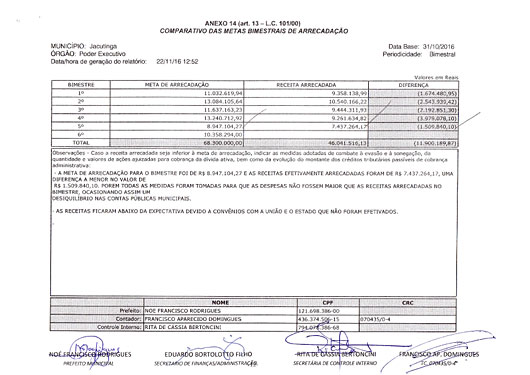 ANEXO 14 (art. 13 – L.C. 101/00)
COMPARATIVO DAS METAS BIMESTRAIS DE ARRECADAÇÃO
MUNICÍPIO: Jacutinga
Data Base: 31/10/2016
ÓRGÃO: Poder Executivo
Periodicidade: Bimestral
Data/hora de geração do relatório: 22/11/16 12:52
Valores em Reais
BIMESTRE META DE ARRECADAÇÃO RECEITA ARRECADADA DIFERENÇA
1º 11.032.619,94 9.358.138,99 (1.674.480,95)
2º 13.084.105,64 10.540.166,22 (2.543.939,42)
3º 11.637.163,23 9.444.311,93 (2.192.851,30)
4º 13.240.712,92 9.261.634,82 (3.979.078,10)
5º 8.947.104,27 7.437.264,17 (1.509.840,10)
6º 10.358.294,00
TOTAL 68.300.000,00 46.041.516,13 (11.900.189,87)
Observações - Caso a receita arrecadada seja inferior à meta de arrecadação, indicar as medidas adotadas de combate à evasão e à sonegação, da
quantidade e valores de ações ajuizadas para cobrança da dívida ativa, bem como da evolução do montante dos créditos tributários passíveis de cobrança
administrativa:
- A META DE ARRECADAÇÃO PARA O BIMESTRE FOI DE R$ 8.947.104,27 E AS RECEITAS EFETIVAMENTE ARRECADADAS FORAM DE R$ 7.437.264,17, UMA
DIFERENÇA A MENOR NO VALOR DE
R$ 1.509.840,10. POREM TODAS AS MEDIDAS FORAM TOMADAS PARA QUE AS DESPESAS NÃO FOSSEM MAIOR QUE AS RECEITAS ARRECADADAS NO
BIMESTRE, OCASIONANDO ASSIM UM
DESIQUILÍBRIO NAS CONTAS PÚBLICAS MUNICIPAIS.
- AS RECEITAS FICARAM ABAIXO DA EXPECTATIVA DEVIDO A CONVÊNIOS COM A UNIÃO E O ESTADO QUE NÃO FORAM EFETIVADOS.
NOME CPF CRC
Prefeito: NOE FRANCISCO RODRIGUES 121.698.386-00
Contador: FRANCISCO APARECIDO DOMINGUES 436.374.506-15 070435/0-4
Controle Interno: RITA DE CASSIA BERTONCINI 794.078.386-68
NOÉ FRANCISCO RODRIGUES EDUARDO BORTOLOTTO FILHO RITA DE CÁSSIA BERTONCINI FRANCISCO AP. DOMINGUES
PREFEITO MUNICIPAL SECRETÁRIO DE FINANÇAS/ADMINISTRAÇÃO SECRETÁRIA DE CONTROLE INTERNO TC 070435/0-4